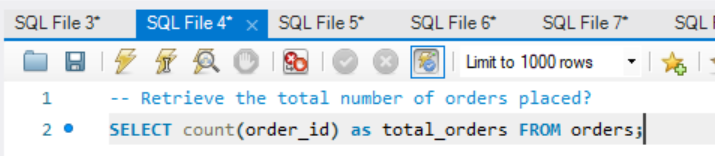 SQL File 3* SQL File 4* × SQL File 5* SQL File 6* SQL File 7* SQL
Limit to 1000 rows
1 -- Retrieve the total number of orders placed?
2 SELECT count(order_id) as total_orders FROM orders;